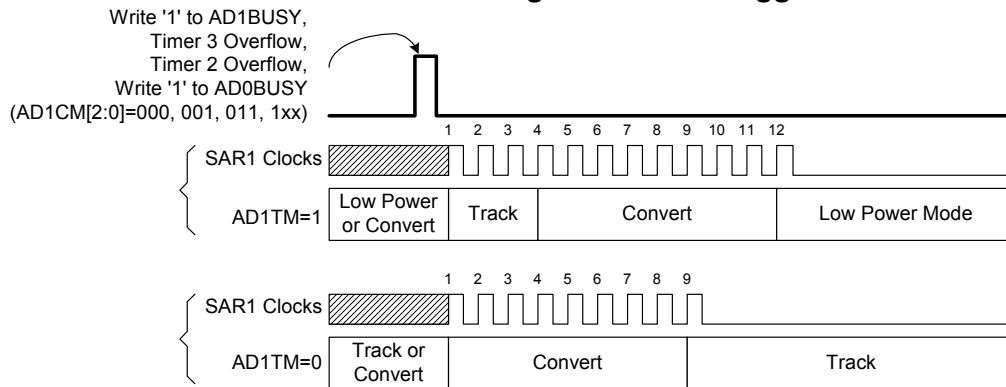 Write '1' to AD1BUSY,
Timer 3 Overflow,
Timer 2 Overflow,
Write '1' to AD0BUSY
(AD1CM[2:0]=000, 001, 011, 1xx)
1 2 3 4 5 6 7 8 9 10 11 12
SAR1 Clocks
AD1TM=1
Low Power
or Convert
Track
Convert
Low Power Mode
1 2 3 4 5 6 7 8 9
SAR1 Clocks
AD1TM=0
Track or
Convert
Convert
Track